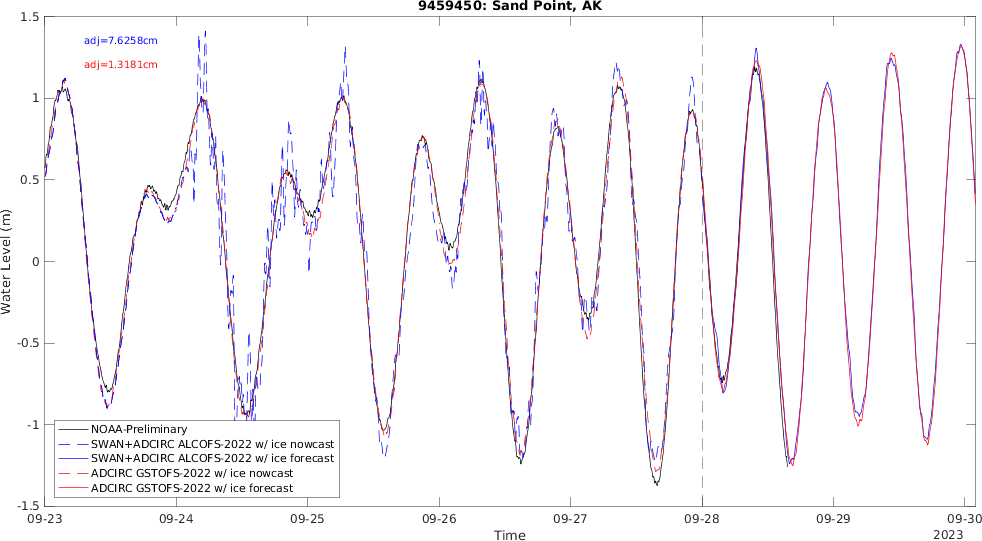 9459450: Sand Point, AK
adj=7.6258cm
adj=1.3181cm
Water Level (m)
1.5
1
0.5
0
-0.5
-1
-1.5
NOAA-Preliminary
SWAN+ADCIRC ALCOFS-2022 w/ ice nowcast
SWAN+ADCIRC ALCOFS-2022 w/ ice forecast
ADCIRC GSTOFS-2022 w/ ice nowcast
ADCIRC GSTOFS-2022 w/ ice forecast
09-23 09-24 09-25 09-26 09-27 09-28 09-29 09-30
Time
2023